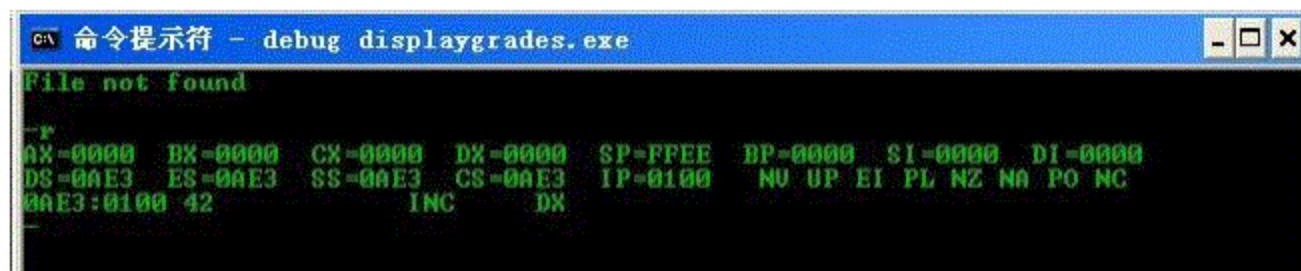 命令提示符 - debug displaygrades.exe
File not found
-r
AX=0000 BX=0000 CX=0000 DX=0000 SP=FFEE BP=0000 SI=0000 DI=0000
DS=0AE3 ES=0AE3 SS=0AE3 CS=0AE3 IP=0100 NV UP EI PL NZ NA PO NC
0AE3:0100 42 INC DX
-